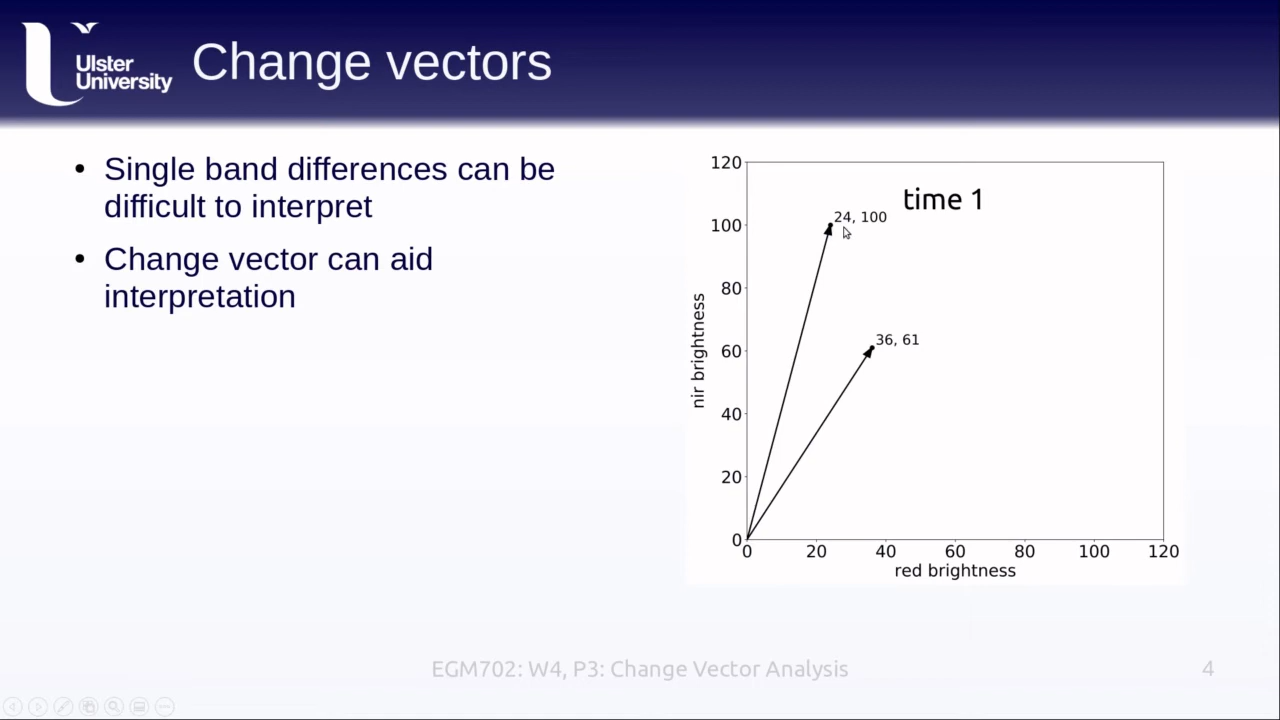 Ulster
University
Change vectors
• Single band differences can be
difficult to interpret
• Change vector can aid
interpretation
120
100
80
60
40
20
0
nir brightness
time 1
24, 100
36, 61
0 20 40 60 80 100 120
red brightness
EGM702: W4, P3: Change Vector Analysis
4